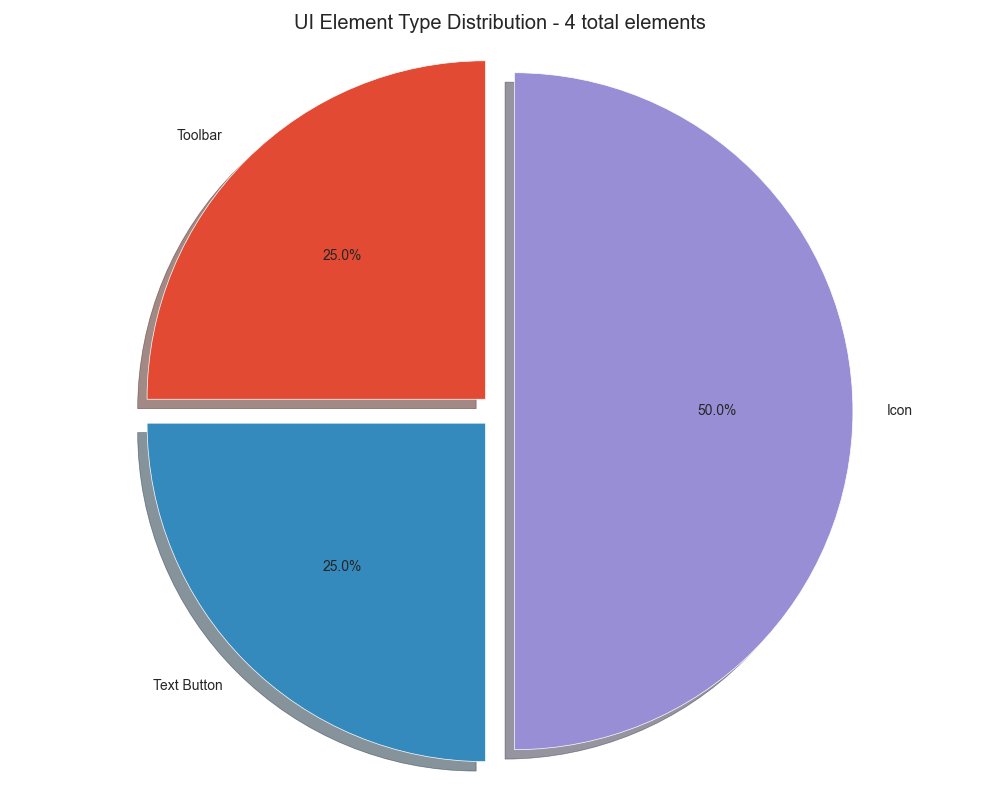 UI Element Type Distribution - 4 total elements
Toolbar
25.0%
50.0%
Icon
25.0%
Text Button